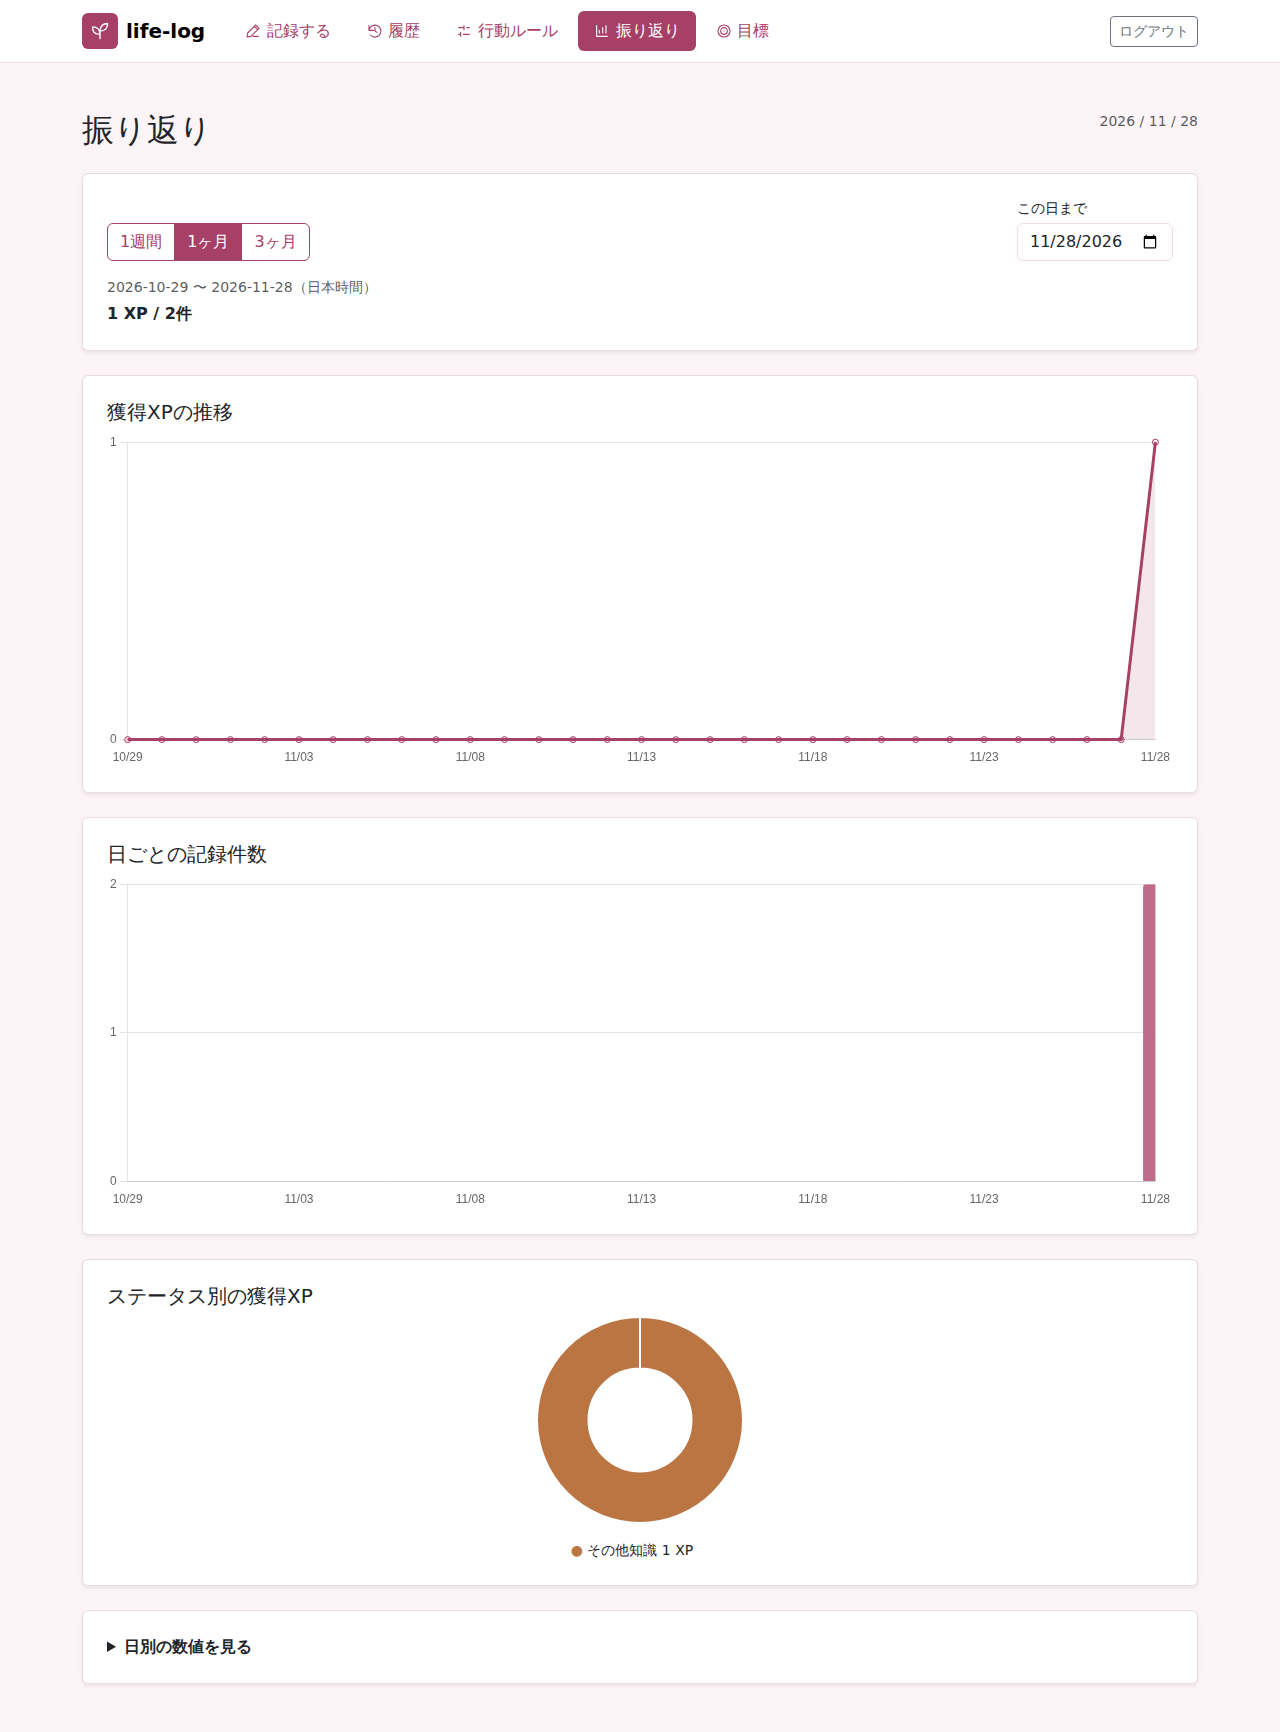 life-log 記録する 履歴 行動ルール 振り返り 目標 ログアウト
振り返り
2026 / 11 / 28
この日まで
1週間 1ヶ月 3ヶ月
11/28/2026
2026-10-29 〜 2026-11-28（日本時間）
1 XP / 2件
獲得XPの推移
1
0
10/29 11/03 11/08 11/13 11/18 11/23 11/28
日ごとの記録件数
2
1
0
10/29 11/03 11/08 11/13 11/18 11/23 11/28
ステータス別の獲得XP
その他知識 1 XP
日別の数値を見る